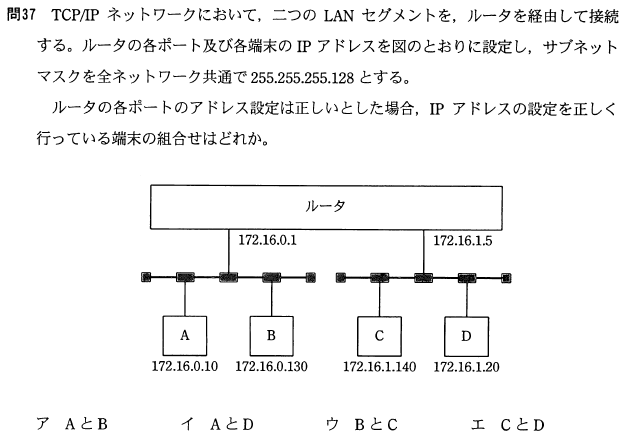 問37 TCP/IP ネットワークにおいて，二つの LAN セグメントを，ルータを経由して接続
する。ルータの各ポート及び各端末の IP アドレスを図のとおりに設定し，サブネット
マスクを全ネットワーク共通で 255.255.255.128 とする。
ルータの各ポートのアドレス設定は正しいとした場合，IP アドレスの設定を正しく
行っている端末の組合せはどれか。
ルータ
172.16.0.1 172.16.1.5
A B C D
172.16.0.10 172.16.0.130 172.16.1.140 172.16.1.20
ア AとB イ AとD ウ BとC エ CとD